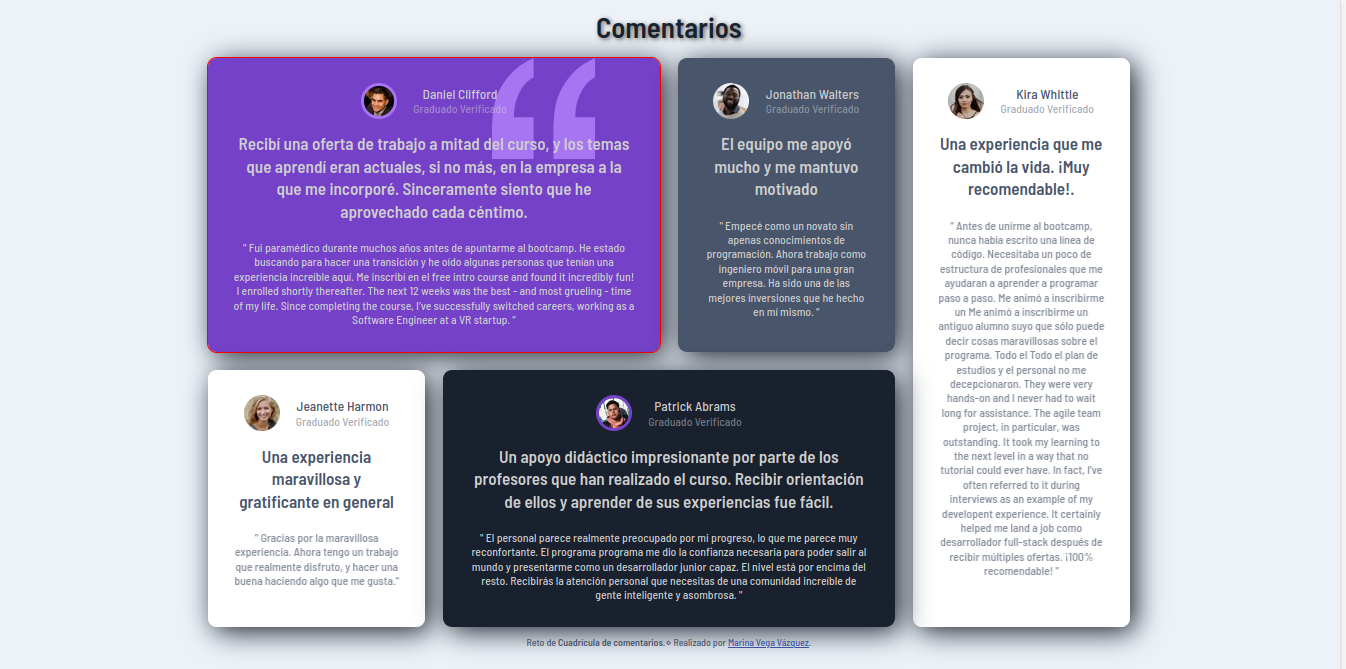 Comentarios
Daniel Clifford
Graduado Verificado
Recibí una oferta de trabajo a mitad del curso, y los temas
que aprendí eran actuales, si no más, en la empresa a la
que me incorporé. Sinceramente siento que he
aprovechado cada céntimo.
" Fui paramédico durante muchos años antes de apuntarme al bootcamp. He estado
buscando para hacer una transición y he oído algunas personas que tenían una
experiencia increíble aquí. Me inscribí en el free intro course and found it incredibly fun!
I enrolled shortly thereafter. The next 12 weeks was the best - and most grueling - time
of my life. Since completing the course, I've successfully switched careers, working as a
Software Engineer at a VR startup. "
Jonathan Walters
Graduado Verificado
El equipo me apoyó
mucho y me mantuvo
motivado
" Empecé como un novato sin
apenas conocimientos de
programación. Ahora trabajo como
ingeniero móvil para una gran
empresa. Ha sido una de las
mejores inversiones que he hecho
en mí mismo. "
Kira Whittle
Graduado Verificado
Una experiencia que me
cambió la vida. ¡Muy
recomendable!.
" Antes de unirme al bootcamp,
nunca había escrito una línea de
código. Necesitaba un poco de
estructura de profesionales que me
ayudaran a aprender a programar
paso a paso. Me animó a inscribirme
un Me animó a inscribirme un
antiguo alumno suyo que sólo puede
decir cosas maravillosas sobre el
programa. Todo el Todo el plan de
estudios y el personal no me
decepcionaron. They were very
hands-on and I never had to wait
long for assistance. The agile team
project, in particular, was
outstanding. It took my learning to
the next level in a way that no
tutorial could ever have. In fact, I've
often referred to it during
interviews as an example of my
developent experience. It certainly
helped me land a job como
desarrollador full-stack después de
recibir múltiples ofertas. ¡100%
recomendable! "
Jeanette Harmon
Graduado Verificado
Una experiencia
maravillosa y
gratificante en general
" Gracias por la maravillosa
experiencia. Ahora tengo un trabajo
que realmente disfruto, y hacer una
buena haciendo algo que me gusta."
Patrick Abrams
Graduado Verificado
Un apoyo didáctico impresionante por parte de los
profesores que han realizado el curso. Recibir orientación
de ellos y aprender de sus experiencias fue fácil.
" El personal parece realmente preocupado por mi progreso, lo que me parece muy
reconfortante. El programa programa me dio la confianza necesaria para poder salir al
mundo y presentarme como un desarrollador junior capaz. El nivel está por encima del
resto. Recibirás la atención personal que necesitas de una comunidad increíble de
gente inteligente y asombrosa. "
Reto de Cuadrícula de comentarios.⋄ Realizado por Marina Vega Vázquez.